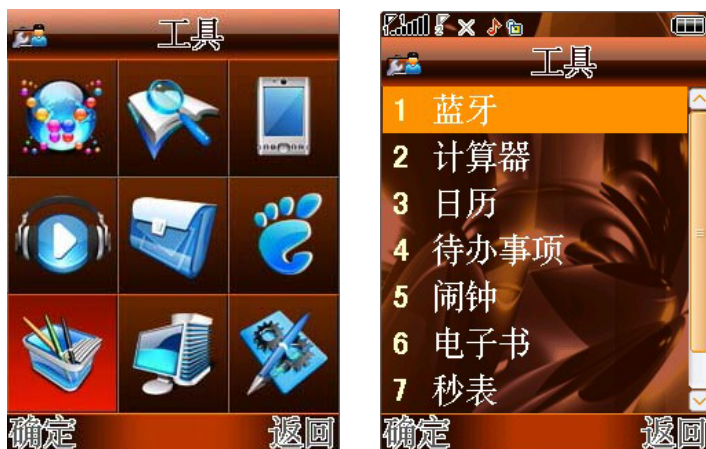 工具
确定 返回
工具
1 蓝牙
2 计算器
3 日历
4 待办事项
5 闹钟
6 电子书
7 秒表
确定 返回